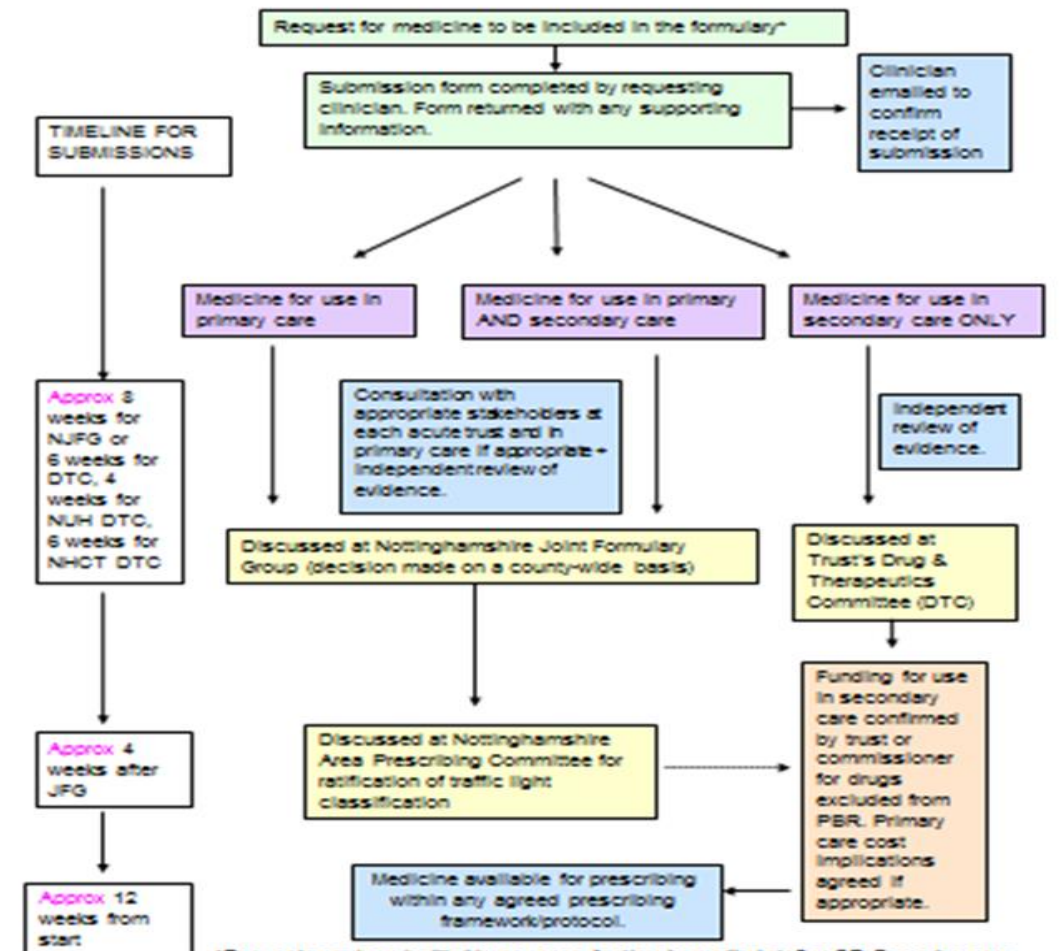 Request for medicine to be included in the formulary*
Submission form completed by requesting
clinician. Form returned with any supporting
information.
Clinician
emailed to
confirm
receipt of
submission
TIMELINE FOR
SUBMISSIONS
Medicine for use in
primary care
Medicine for use in primary
AND secondary care
Medicine for use in
secondary care ONLY
Approx 8
weeks for
NJFG or
6 weeks for
DTC, 4
weeks for
NUH DTC,
6 weeks for
NHCT DTC
Consultation with
appropriate stakeholders at
each acute trust and in
primary care if appropriate +
independent review of
evidence.
Independent
review of
evidence.
Discussed at Nottinghamshire Joint Formulary
Group (decision made on a county-wide basis)
Discussed at
Trust's Drug &
Therapeutics
Committee (DTC)
Approx 4
weeks after
JFG
Discussed at Nottinghamshire
Area Prescribing Committee for
ratification of traffic light
classification
Funding for use
in secondary
care confirmed
by trust or
commissioner
for drugs
excluded from
PBR. Primary
care cost
implications
agreed if
appropriate.
Medicine available for prescribing
within any agreed prescribing
framework/protocol.
Approx 12
weeks from
start